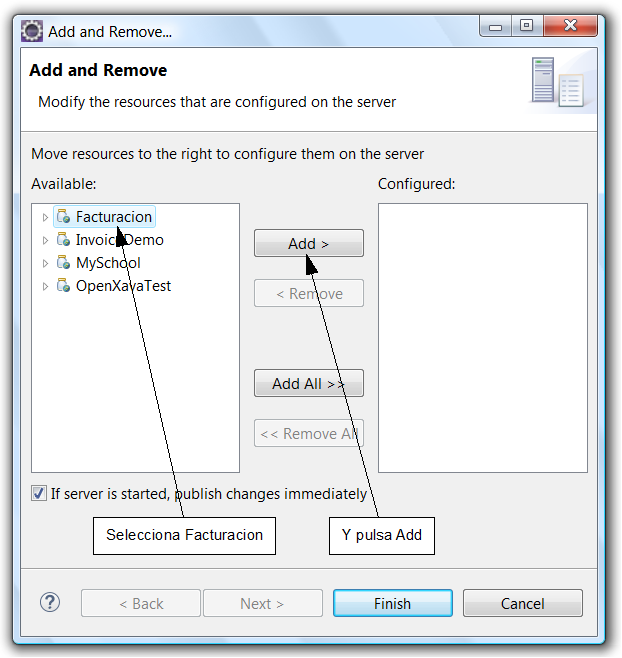 Add and Remove...
Add and Remove
Modify the resources that are configured on the server
Move resources to the right to configure them on the server
Available:
Configured:
Facturacion
InvoiceDemo
MySchool
OpenXavaTest
Add >
< Remove
Add All >>
<< Remove All
If server is started, publish changes immediately
Selecciona Facturacion
Y pulsa Add
?
< Back
Next >
Finish
Cancel